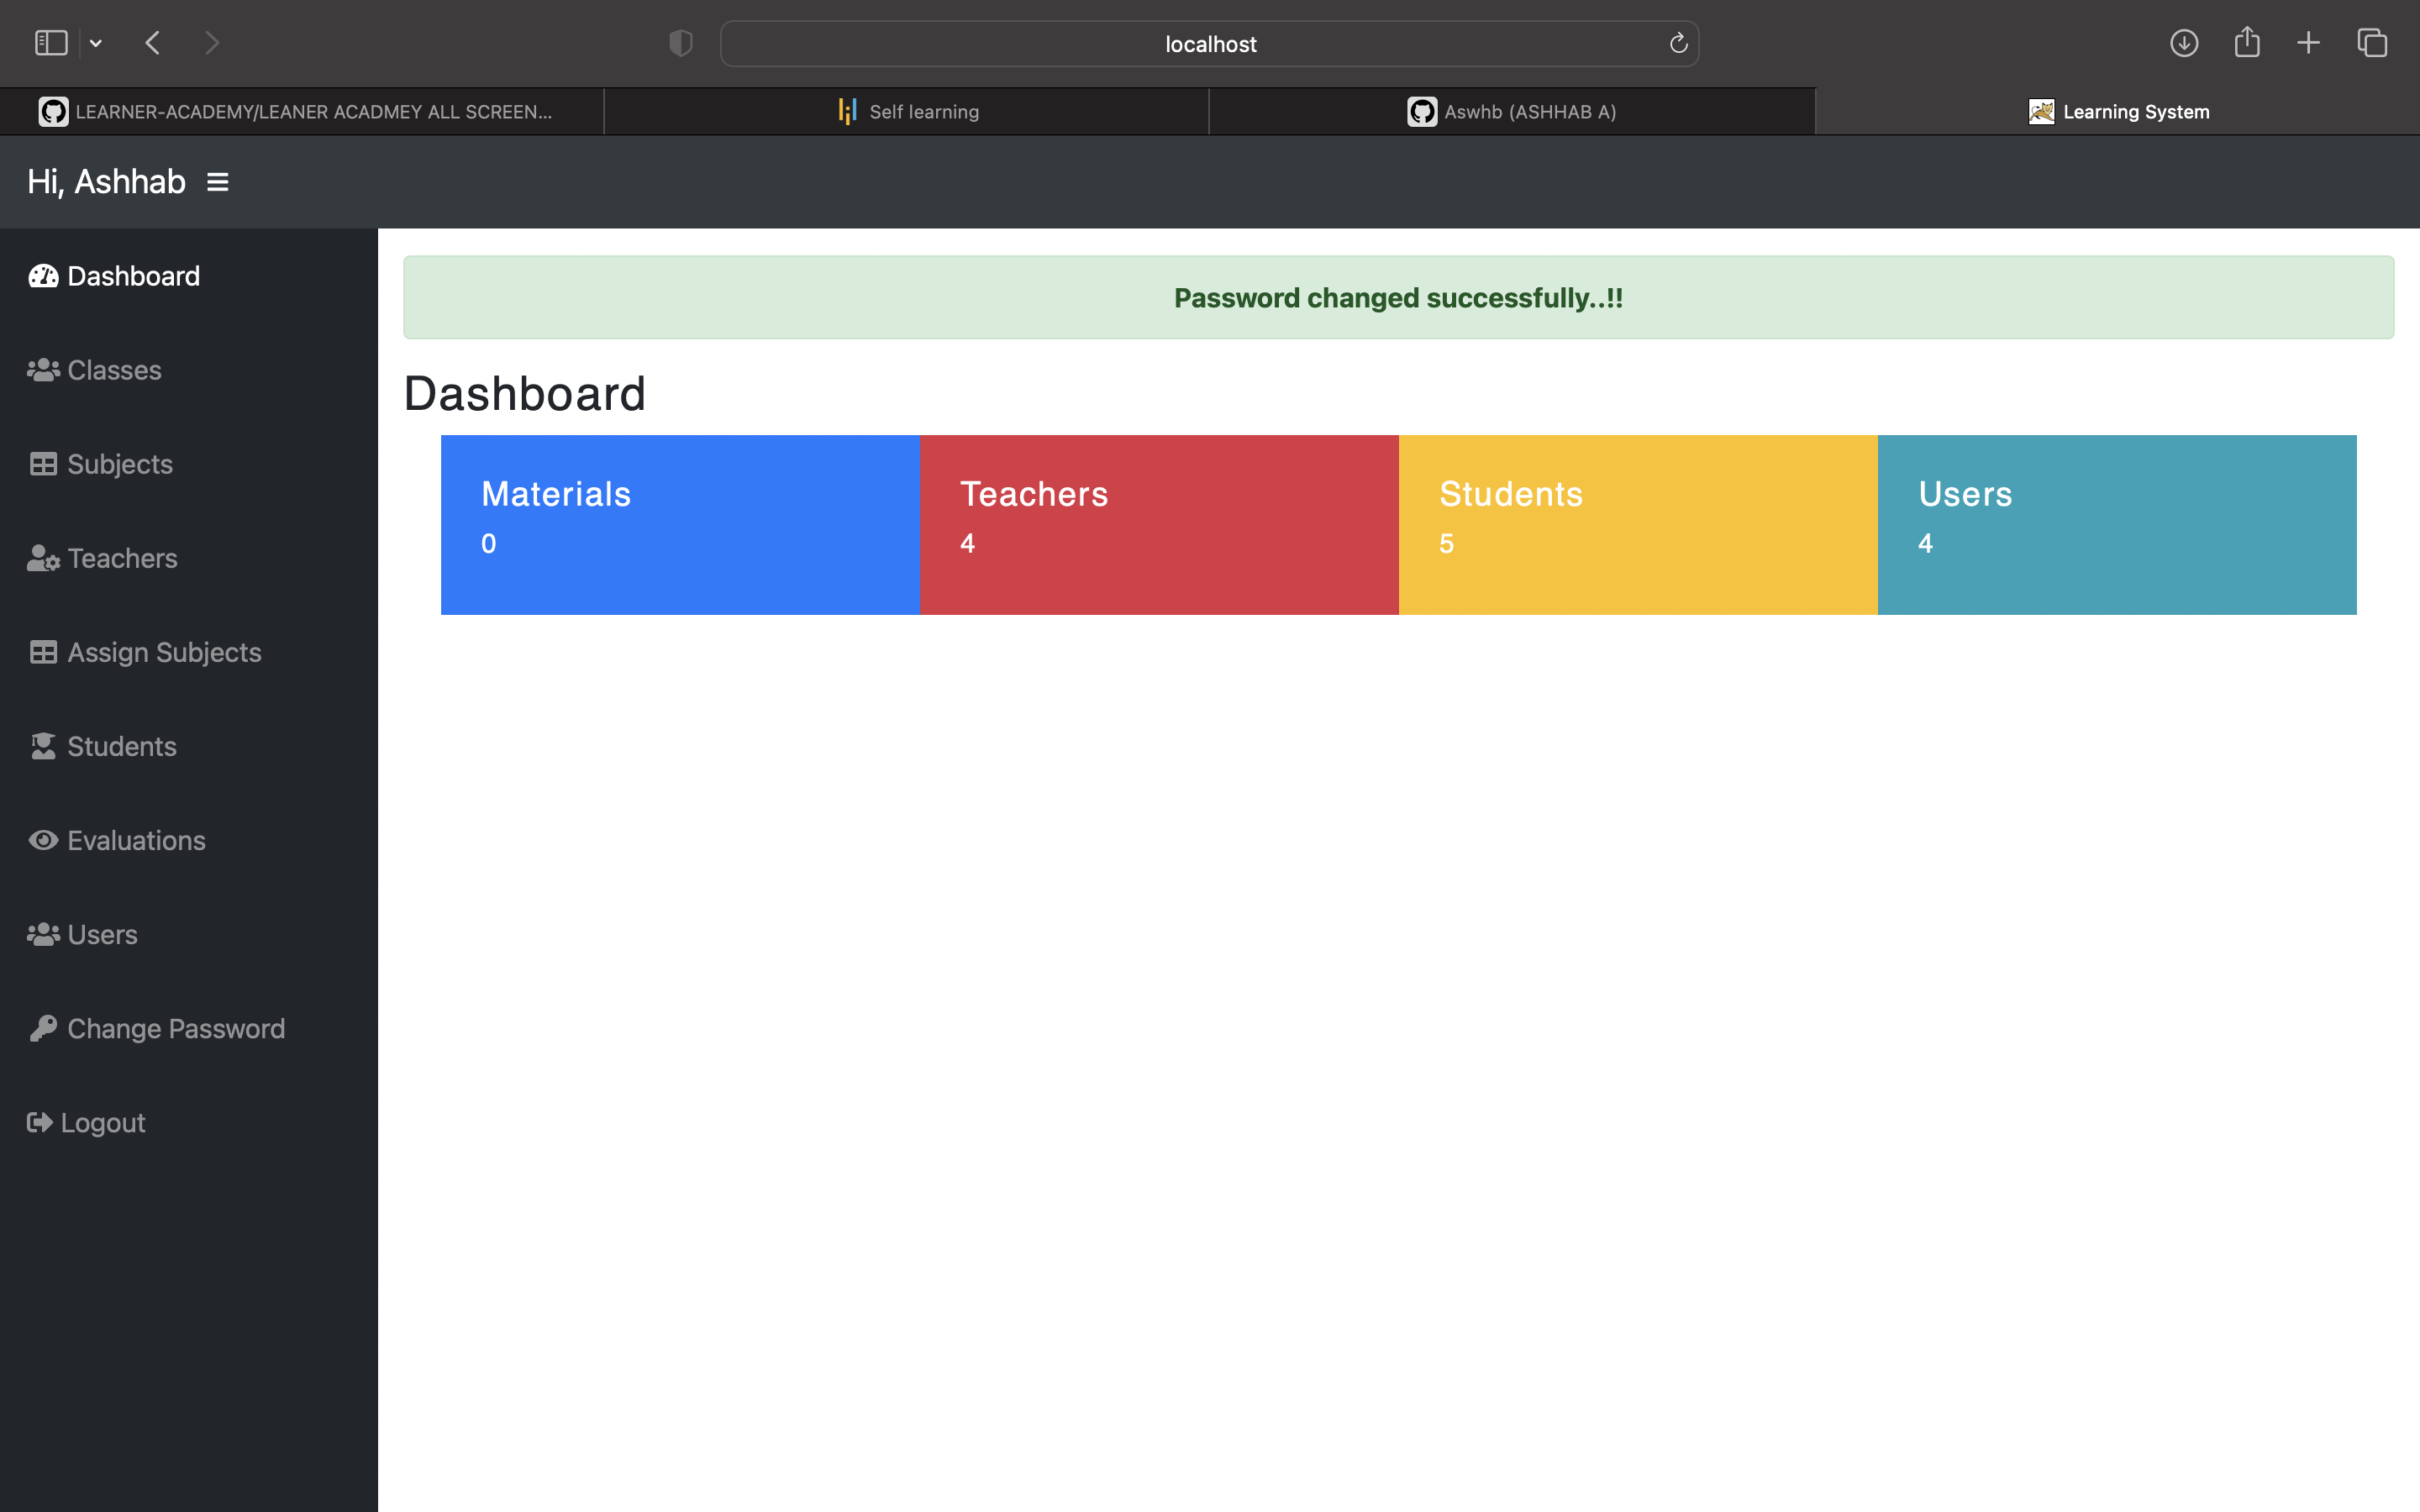 localhost
LEARNER-ACADEMY/LEANER ACADMEY ALL SCREEN...
Self learning
Aswhb (ASHHAB A)
Learning System
Hi, Ashhab
Dashboard
Classes
Subjects
Teachers
Assign Subjects
Students
Evaluations
Users
Change Password
Logout
Password changed successfully..!!
Dashboard
Materials
0
Teachers
4
Students
5
Users
4